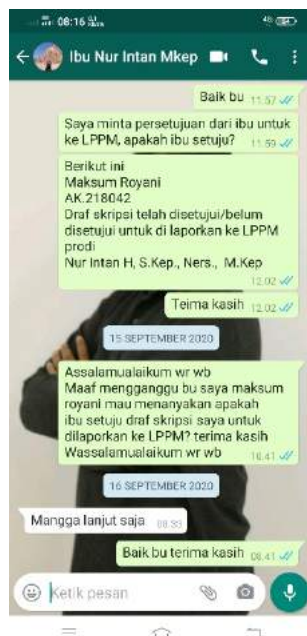 08:16
Ibu Nur Intan Mkep
Baik bu 11.57
Saya minta persetujuan dari ibu untuk
ke LPPM, apakah ibu setuju? 11.59
Berikut ini
Maksum Royani
AK.218042
Draf skripsi telah disetujui/belum
disetujui untuk di laporkan ke LPPM
prodi
Nur Intan H, S.Kep., Ners., M.Kep
12.02
Teima kasih 12.02
15 SEPTEMBER 2020
Assalamualaikum wr wb
Maaf mengganggu bu saya maksum
royani mau menanyakan apakah
ibu setuju draf skripsi saya untuk
dilaporkan ke LPPM? terima kasih
Wassalamualaikum wr wb
16 SEPTEMBER 2020
Mangga lanjut saja
Baik bu terima kasih 08.41
Ketik pesan